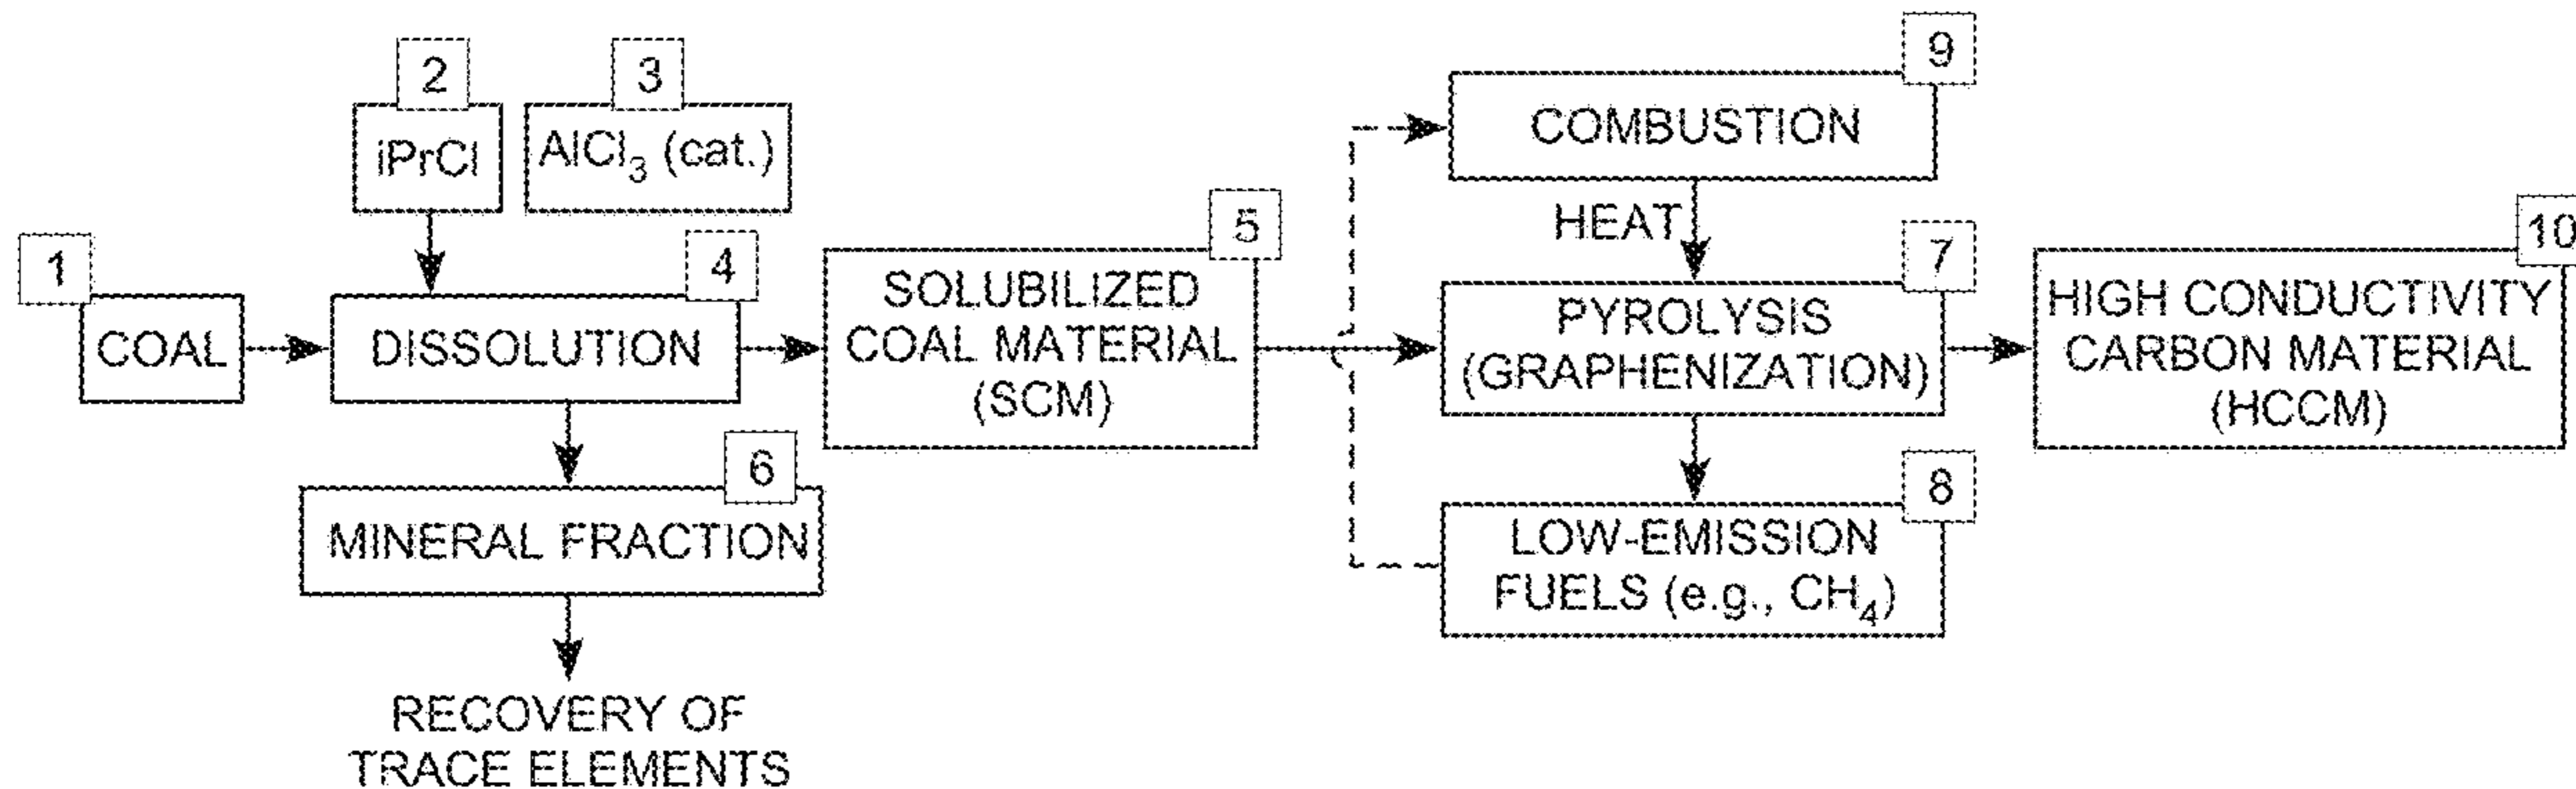 1
COAL
2
iPrCl
3
AlCl3 (cat.)
4
DISSOLUTION
5
SOLUBILIZED
COAL MATERIAL
(SCM)
6
MINERAL FRACTION
RECOVERY OF
TRACE ELEMENTS
9
COMBUSTION
HEAT
7
PYROLYSIS
(GRAPHENIZATION)
8
LOW-EMISSION
FUELS (e.g., CH4)
10
HIGH CONDUCTIVITY
CARBON MATERIAL
(HCCM)